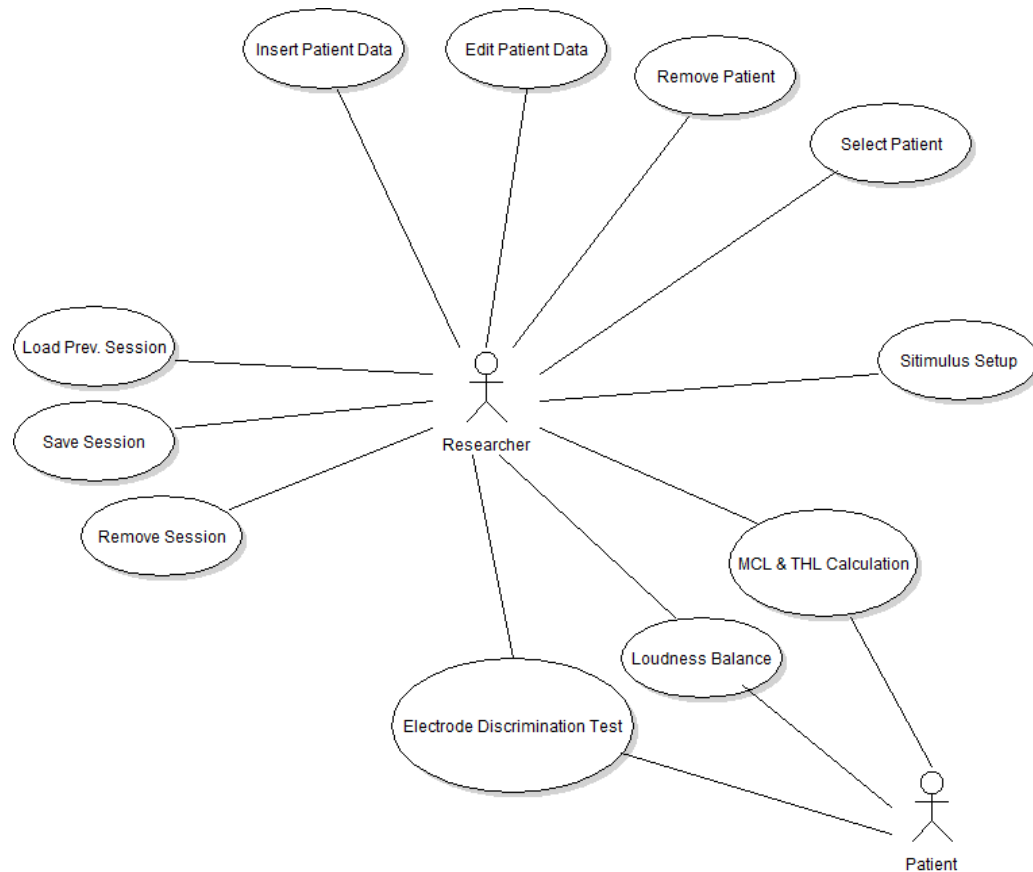 Insert Patient Data
Edit Patient Data
Remove Patient
Select Patient
Load Prev. Session
Sitimulus Setup
Save Session
Researcher
Remove Session
MCL & THL Calculation
Loudness Balance
Electrode Discrimination Test
Patient